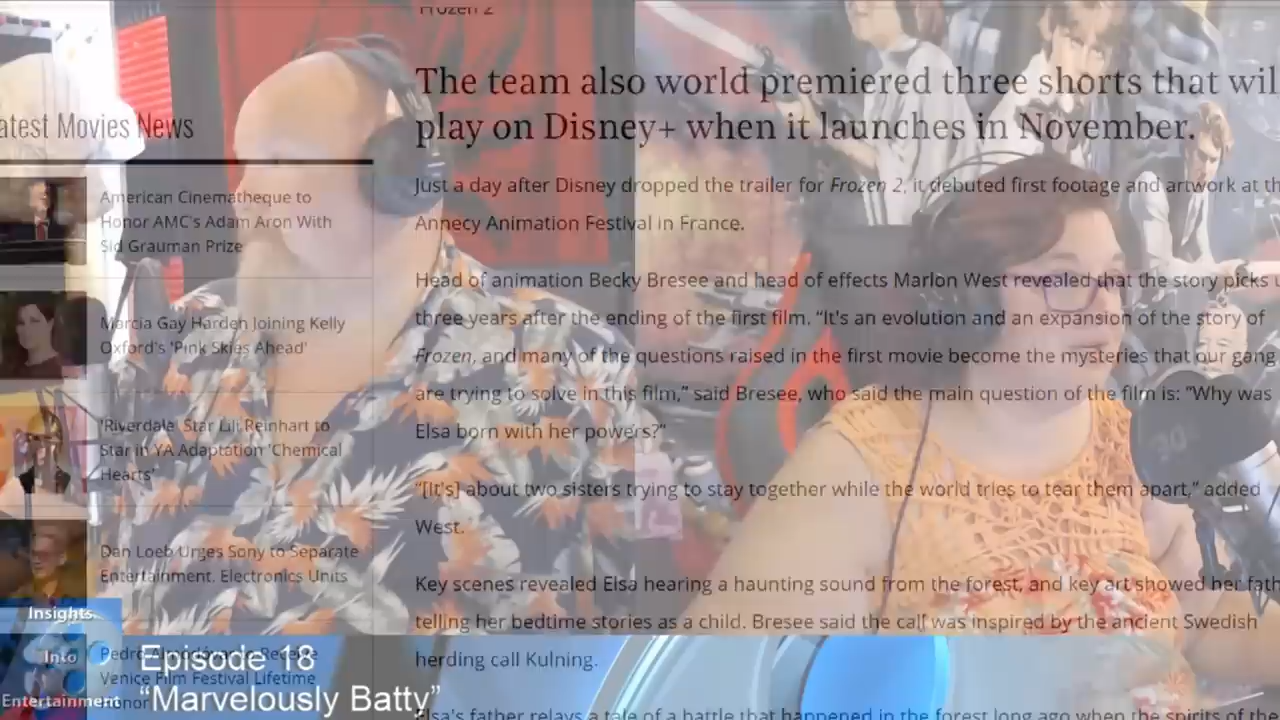 Frozen 2
The team also world premiered three shorts that wil
play on Disney+ when it launches in November.
Just a day after Disney dropped the trailer for Frozen 2, it debuted first footage and artwork at th
Annecy Animation Festival in France.
Head of animation Becky Bresee and head of effects Marlon West revealed that the story picks u
three years after the ending of the first film. “It's an evolution and an expansion of the story of
Frozen, and many of the questions raised in the first movie become the mysteries that our gang
are trying to solve in this film,” said Bresee, who said the main question of the film is: “Why was
Elsa born with her powers?”
“[It's] about two sisters trying to stay together while the world tries to tear them apart,” added
West.
Key scenes revealed Elsa hearing a haunting sound from the forest, and key art showed her fath
telling her bedtime stories as a child. Bresee said the call was inspired by the ancient Swedish
herding call Kulning.
Elsa's father relays a tale of a battle that happened in the forest long ago when the spirits of the
atest Movies News
American Cinematheque to
Honor AMC's Adam Aron With
Sid Grauman Prize
Marcia Gay Harden Joining Kelly
Oxford's 'Pink Skies Ahead'
'Riverdale' Star Lili Reinhart to
Star in YA Adaptation 'Chemical
Hearts'
Dan Loeb Urges Sony to Separate
Entertainment, Electronics Units
Pedro Almodóvar to Receive
Venice Film Festival Lifetime
Honor
Insights
Into
Entertainment
Episode 18
“Marvelously Batty”